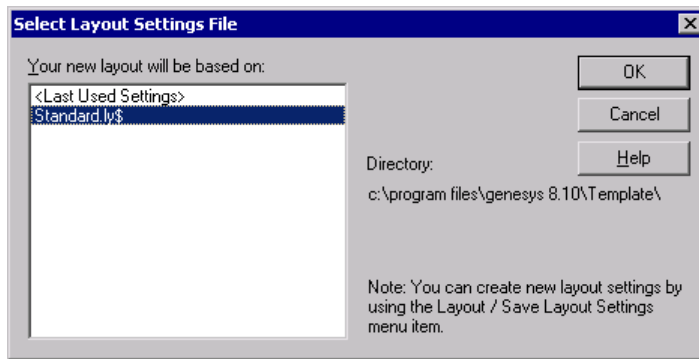 Select Layout Settings File
Your new layout will be based on:
<Last Used Settings>
Standard.ly$
OK
Cancel
Help
Directory:
c:\program files\genesys 8.10\Template\
Note: You can create new layout settings by
using the Layout / Save Layout Settings
menu item.